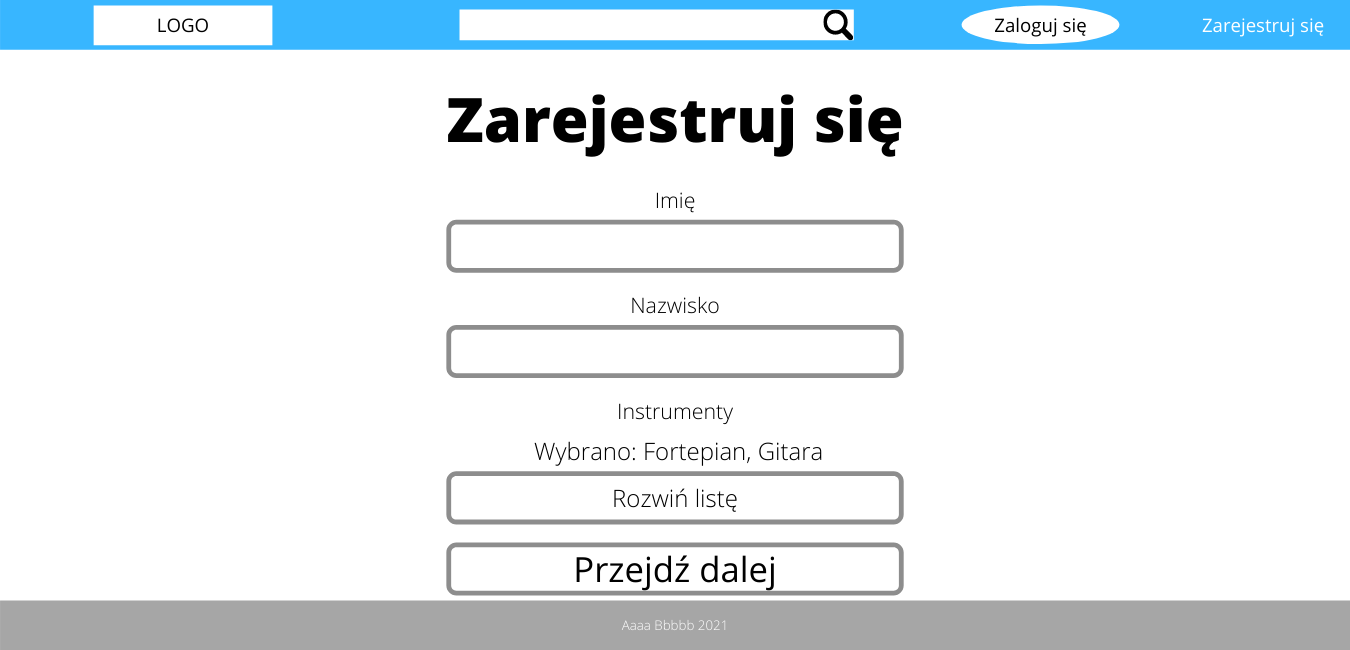 LOGO
Zaloguj się
Zarejestruj się
Zarejestruj się
Imię
Nazwisko
Instrumenty
Wybrano: Fortepian, Gitara
Rozwiń listę
Przejdź dalej
Aaaa Bbbbb 2021